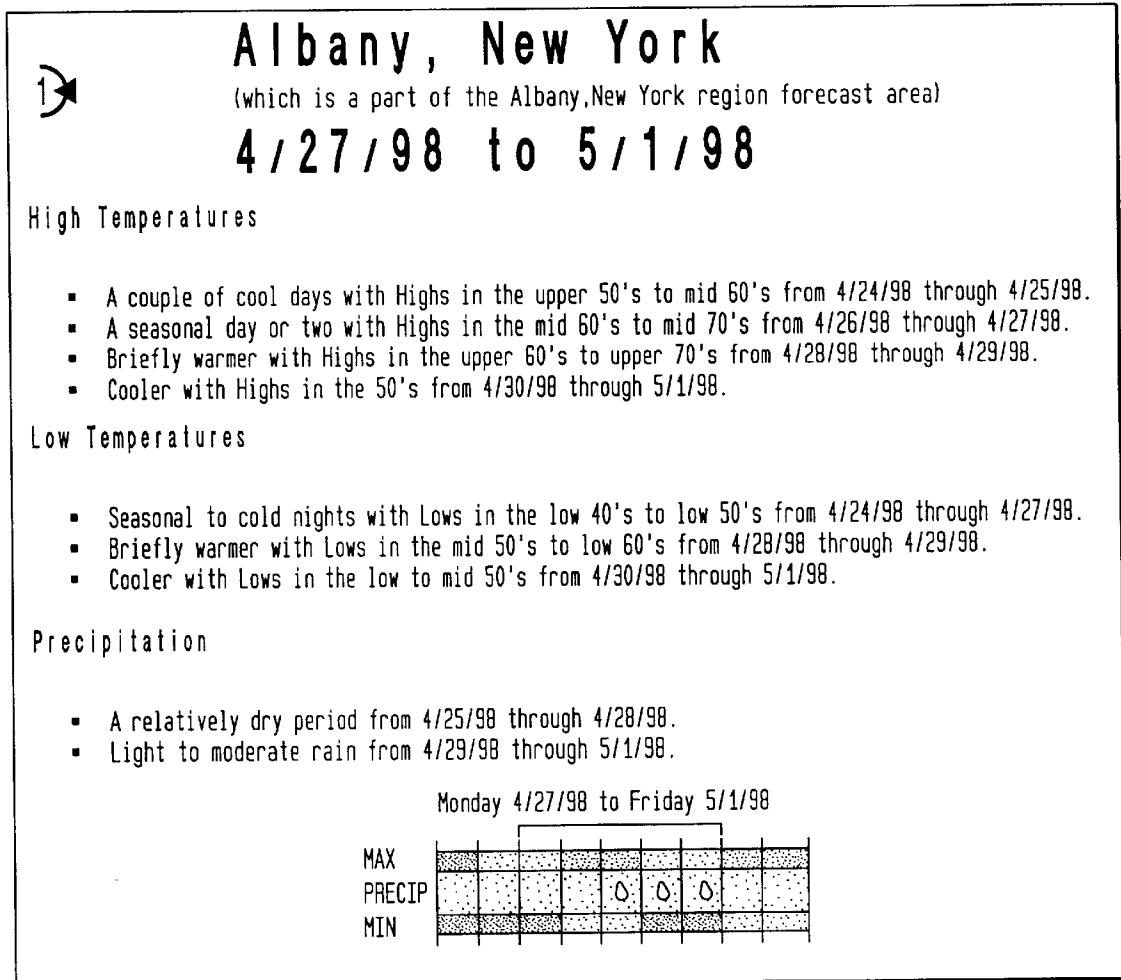 1
Albany, New York
(which is a part of the Albany,New York region forecast area)
4/27/98 to 5/1/98
High Temperatures
▪ A couple of cool days with Highs in the upper 50's to mid 60's from 4/24/98 through 4/25/98.
▪ A seasonal day or two with Highs in the mid 60's to mid 70's from 4/26/98 through 4/27/98.
▪ Briefly warmer with Highs in the upper 60's to upper 70's from 4/28/98 through 4/29/98.
▪ Cooler with Highs in the 50's from 4/30/98 through 5/1/98.
Low Temperatures
▪ Seasonal to cold nights with Lows in the low 40's to low 50's from 4/24/98 through 4/27/98.
▪ Briefly warmer with Lows in the mid 50's to low 60's from 4/28/98 through 4/29/98.
▪ Cooler with Lows in the low to mid 50's from 4/30/98 through 5/1/98.
Precipitation
▪ A relatively dry period from 4/25/98 through 4/28/98.
▪ Light to moderate rain from 4/29/98 through 5/1/98.
Monday 4/27/98 to Friday 5/1/98
MAX
PRECIP
MIN